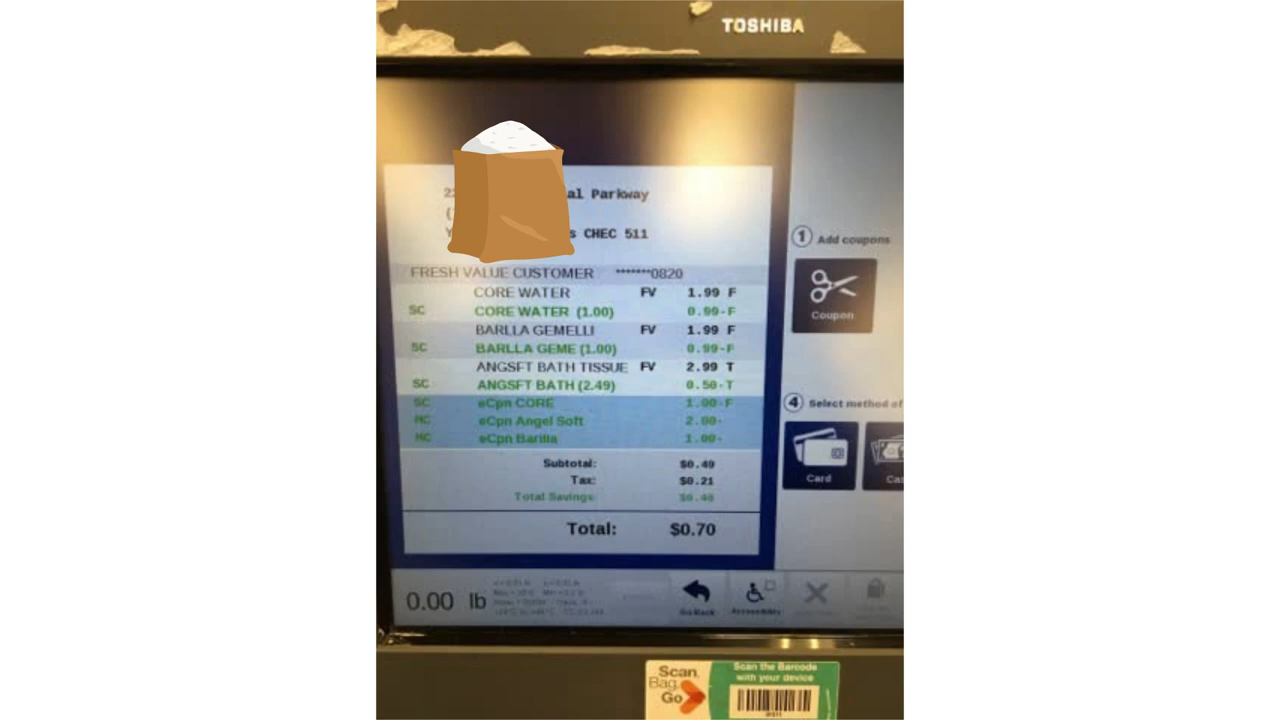 TOSHIBA
al Parkway
s CHEC 511
FRESH VALUE CUSTOMER *******0820
CORE WATER FV 1.99 F
SC CORE WATER (1.00) 0.99-F
BARLLA GEMELLI FV 1.99 F
SC BARLLA GEME (1.00) 0.99-F
ANGSFT BATH TISSUE FV 2.99 T
SC ANGSFT BATH (2.49) 0.50-T
SC eCpn CORE 1.00-F
MC eCpn Angel Soft 2.00-
MC eCpn Barilla 1.00-
Subtotal: $0.49
Tax: $0.21
Total Savings:
Total: $0.70
1 Add coupons
Coupon
4 Select method of
Card
Cas
0.00 lb
Go Back
Accessibility
Scan, Bag, Go
Scan the Barcode
with your device